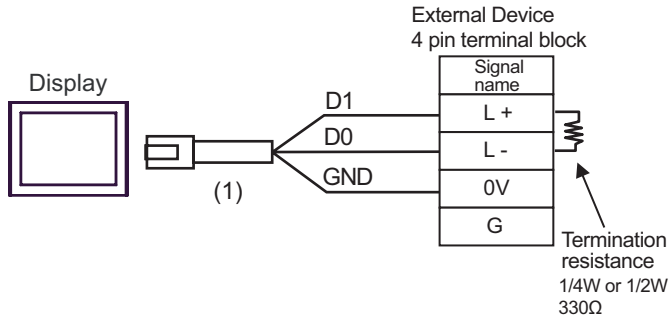 External Device
4 pin terminal block
Display
Signal
name
D1
L +
D0
L -
GND
0V
(1)
G
Termination
resistance
1/4W or 1/2W
330Ω